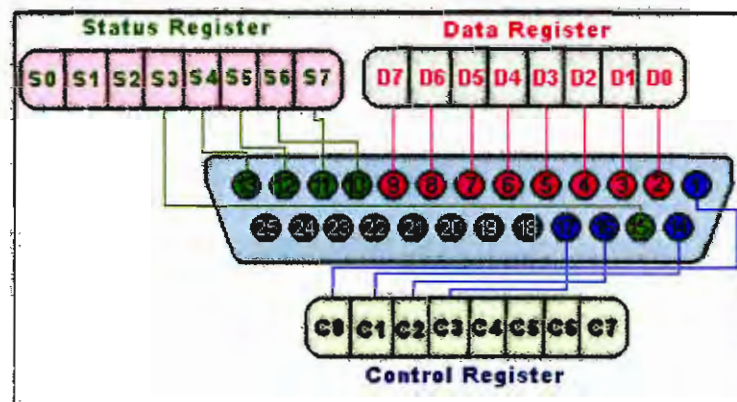 Status Register Data Register
S0 S1 S2 S3 S4 S5 S6 S7 D7 D6 D5 D4 D3 D2 D1 D0
13 12 11 10 9 8 7 6 5 4 3 2 1
25 24 23 22 21 20 19 18 17 16 15 14
C0 C1 C2 C3 C4 C5 C6 C7
Control Register